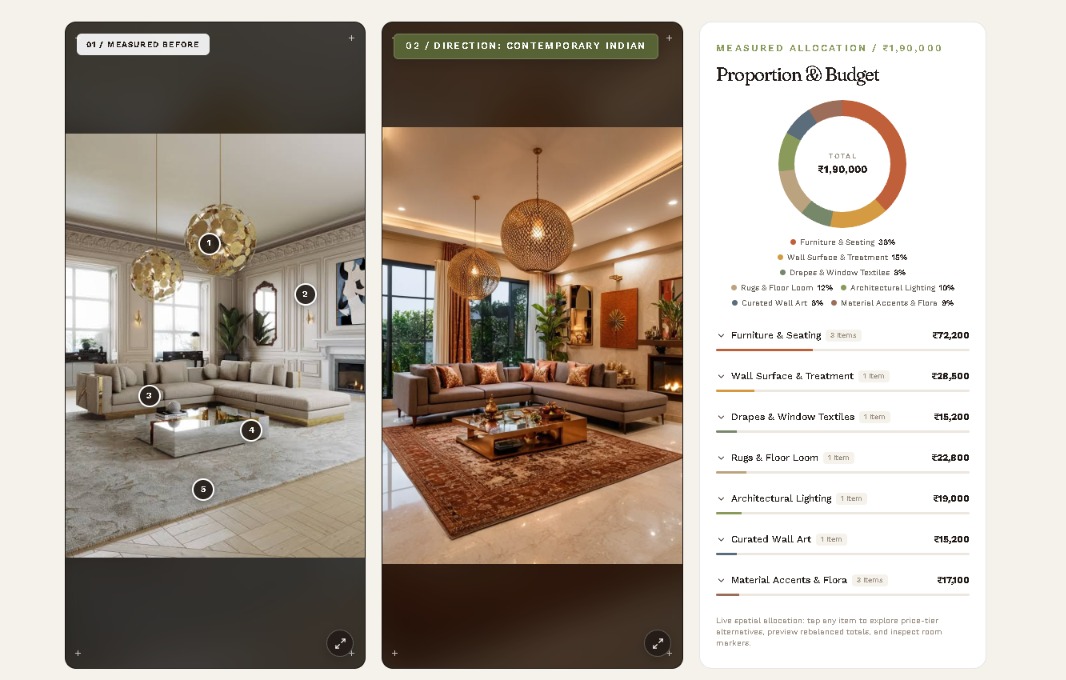 01 / MEASURED BEFORE
1
2
3
4
5
02 / DIRECTION: CONTEMPORARY INDIAN
MEASURED ALLOCATION / ₹1,90,000
Proportion & Budget
TOTAL
₹1,90,000
Furniture & Seating 38%
Wall Surface & Treatment 15%
Drapes & Window Textiles 8%
Rugs & Floor Loom 12% Architectural Lighting 10%
Curated Wall Art 8% Material Accents & Flora 9%
Furniture & Seating 3 Items ₹72,200
Wall Surface & Treatment 1 Item ₹28,500
Drapes & Window Textiles 1 Item ₹15,200
Rugs & Floor Loom 1 Item ₹22,800
Architectural Lighting 1 Item ₹19,000
Curated Wall Art 1 Item ₹15,200
Material Accents & Flora 3 Items ₹17,100
Live spatial allocation: tap any item to explore price-tier
alternatives, preview rebalanced totals, and inspect room
markers.